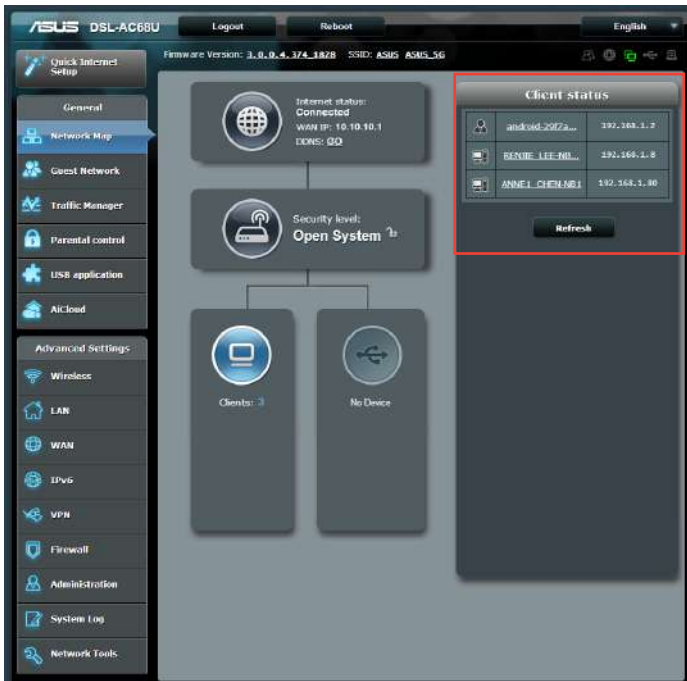 ASUS DSL-AC68U
Logout
Reboot
English
Quick Internet
Setup
Firmware Version: 3.0.0.4.374_1828 SSID: ASUS ASUS_5G
General
Network Map
Guest Network
Traffic Manager
Parental control
USB application
AiCloud
Advanced Settings
Wireless
LAN
WAN
IPv6
VPN
Firewall
Administration
System Log
Network Tools
Internet status:
Connected
WAN IP: 10.10.10.1
DDNS: GO
Security level:
Open System
Clients: 3
No Device
Client status
android-29f7a... 192.168.1.2
BENJIE_LEE-NB... 192.168.1.8
ANNE1_CHEN-NB1 192.168.1.80
Refresh